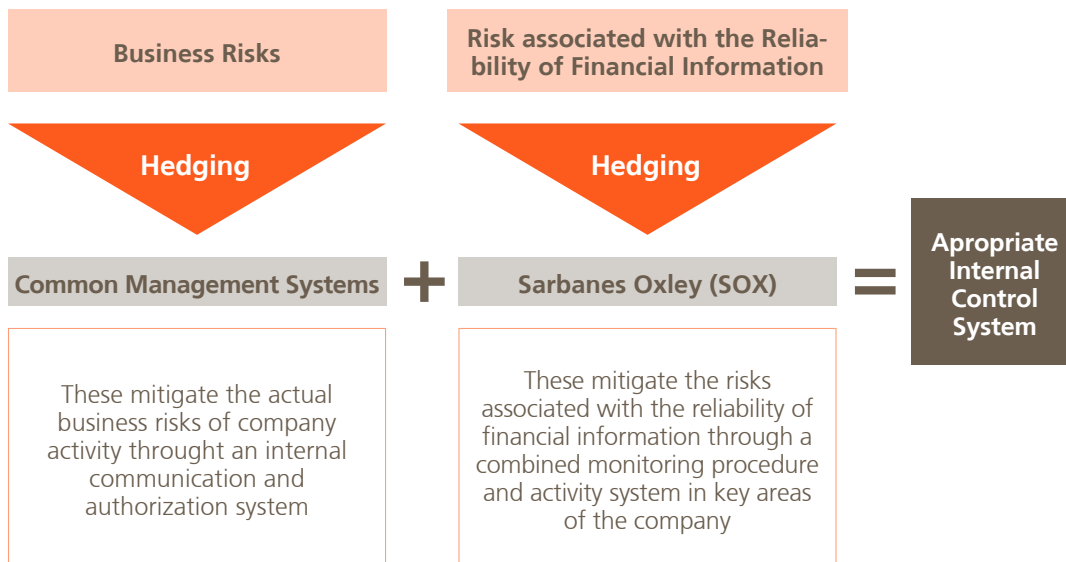 Business Risks
Risk associated with the Relia-
bility of Financial Information
Hedging
Hedging
Common Management Systems
+
Sarbanes Oxley (SOX)
=
Apropriate
Internal
Control
System
These mitigate the actual
business risks of company
activity throught an internal
communication and
authorization system
These mitigate the risks
associated with the reliability of
financial information through a
combined monitoring procedure
and activity system in key areas
of the company